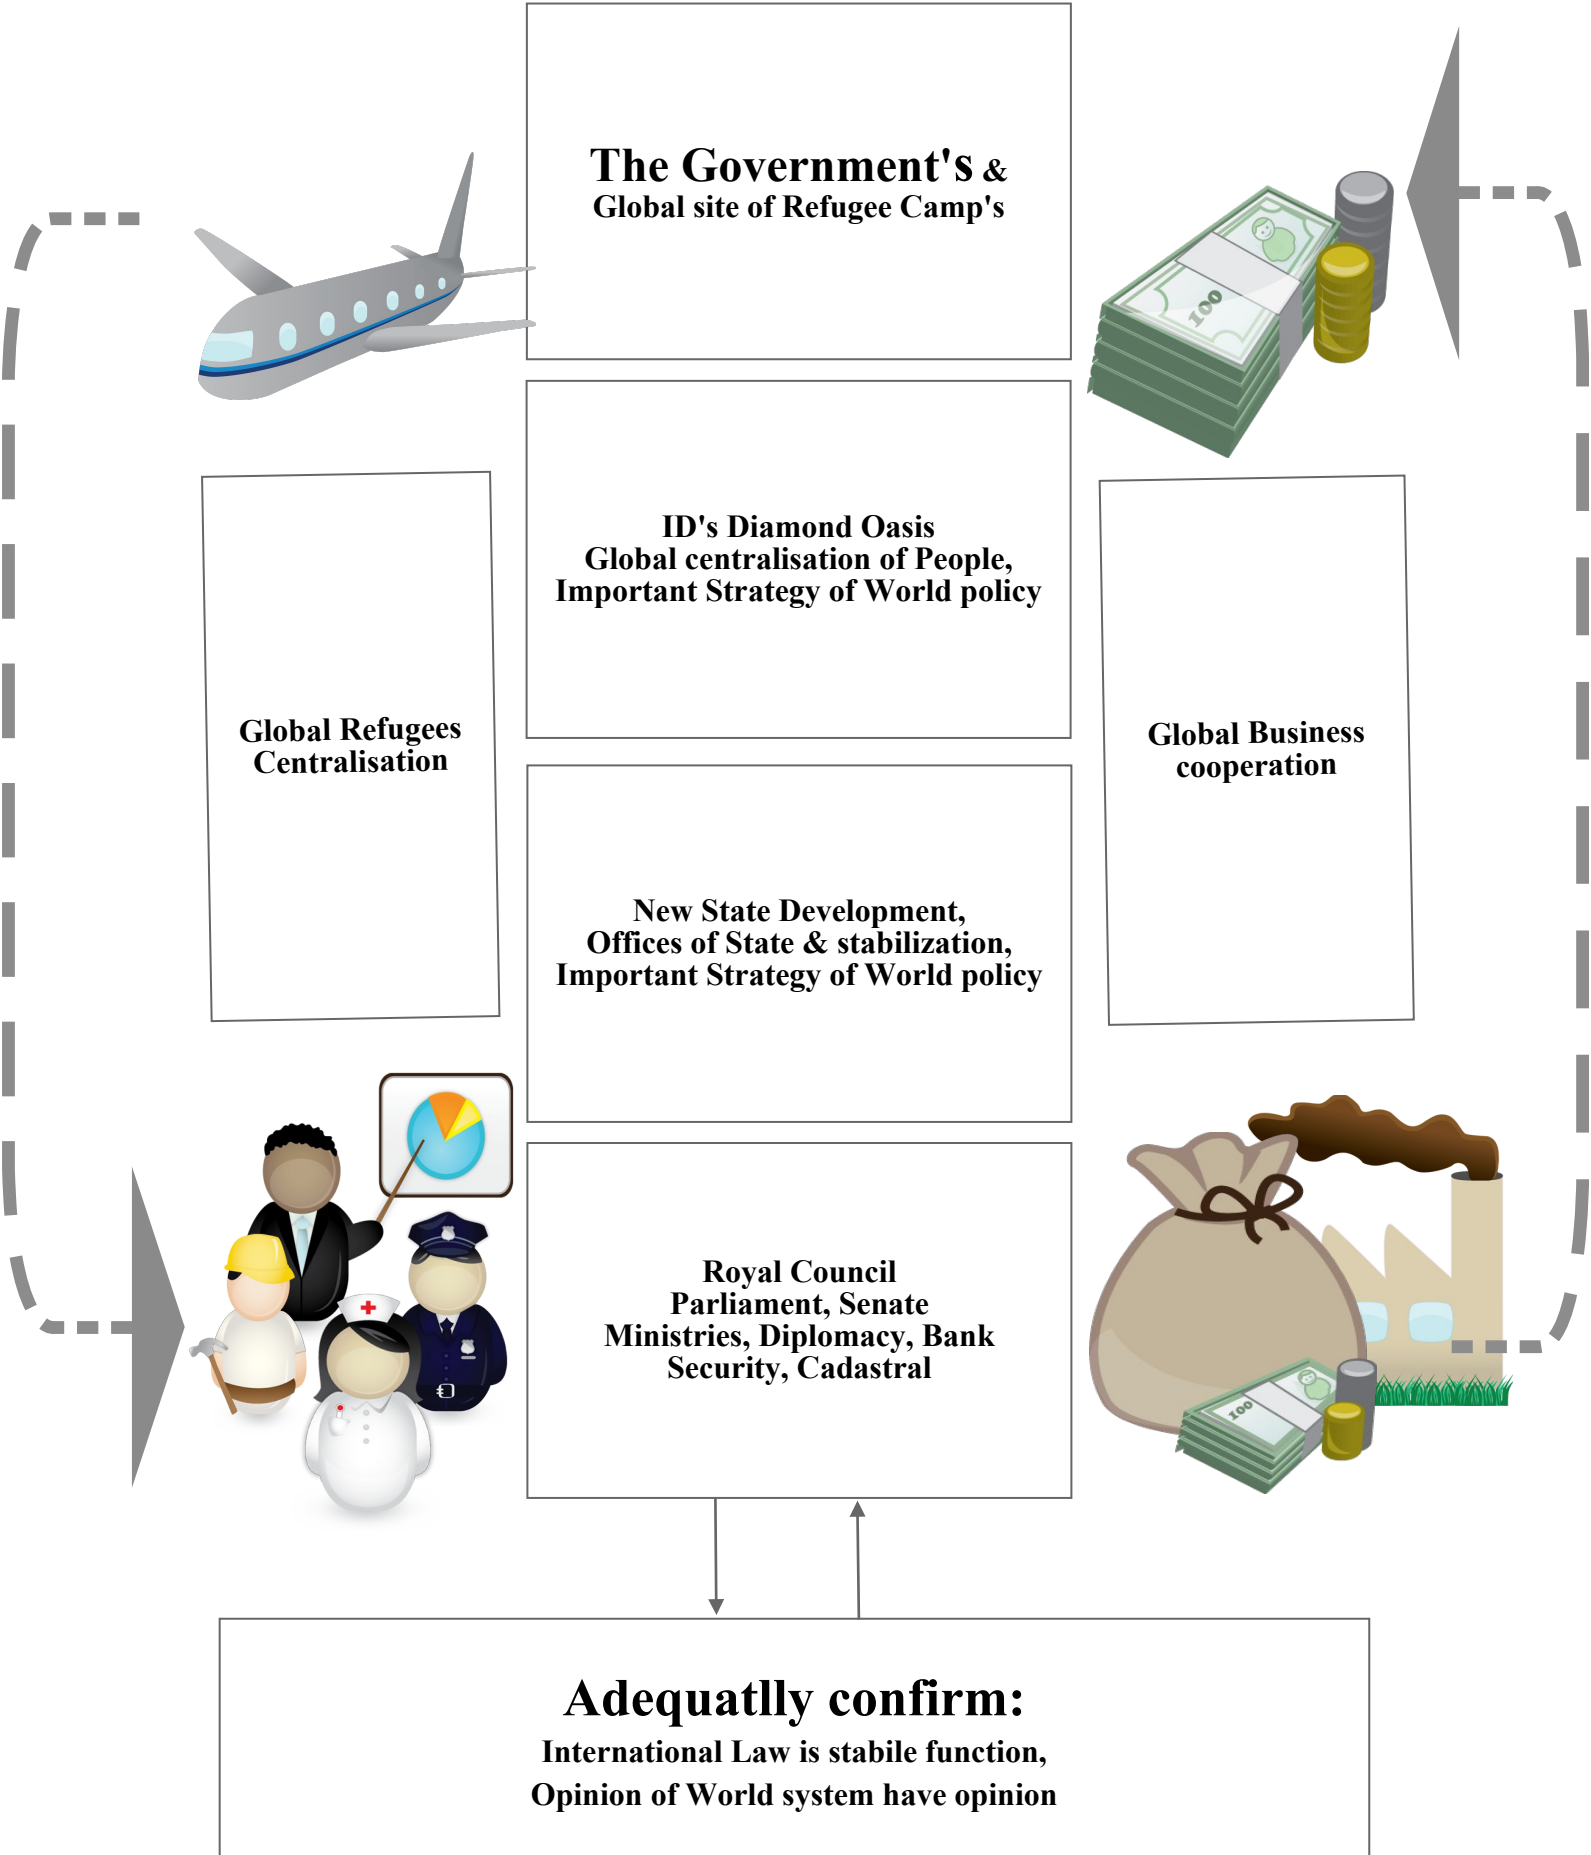 The Government's &
Global site of Refugee Camp's
100
ID's Diamond Oasis
Global centralisation of People,
Important Strategy of World policy
Global Refugees
Centralisation
Global Business
cooperation
New State Development,
Offices of State & stabilization,
Important Strategy of World policy
Royal Council
Parliament, Senate
Ministries, Diplomacy, Bank
Security, Cadastral
100
Adequatlly confirm:
International Law is stabile function,
Opinion of World system have opinion